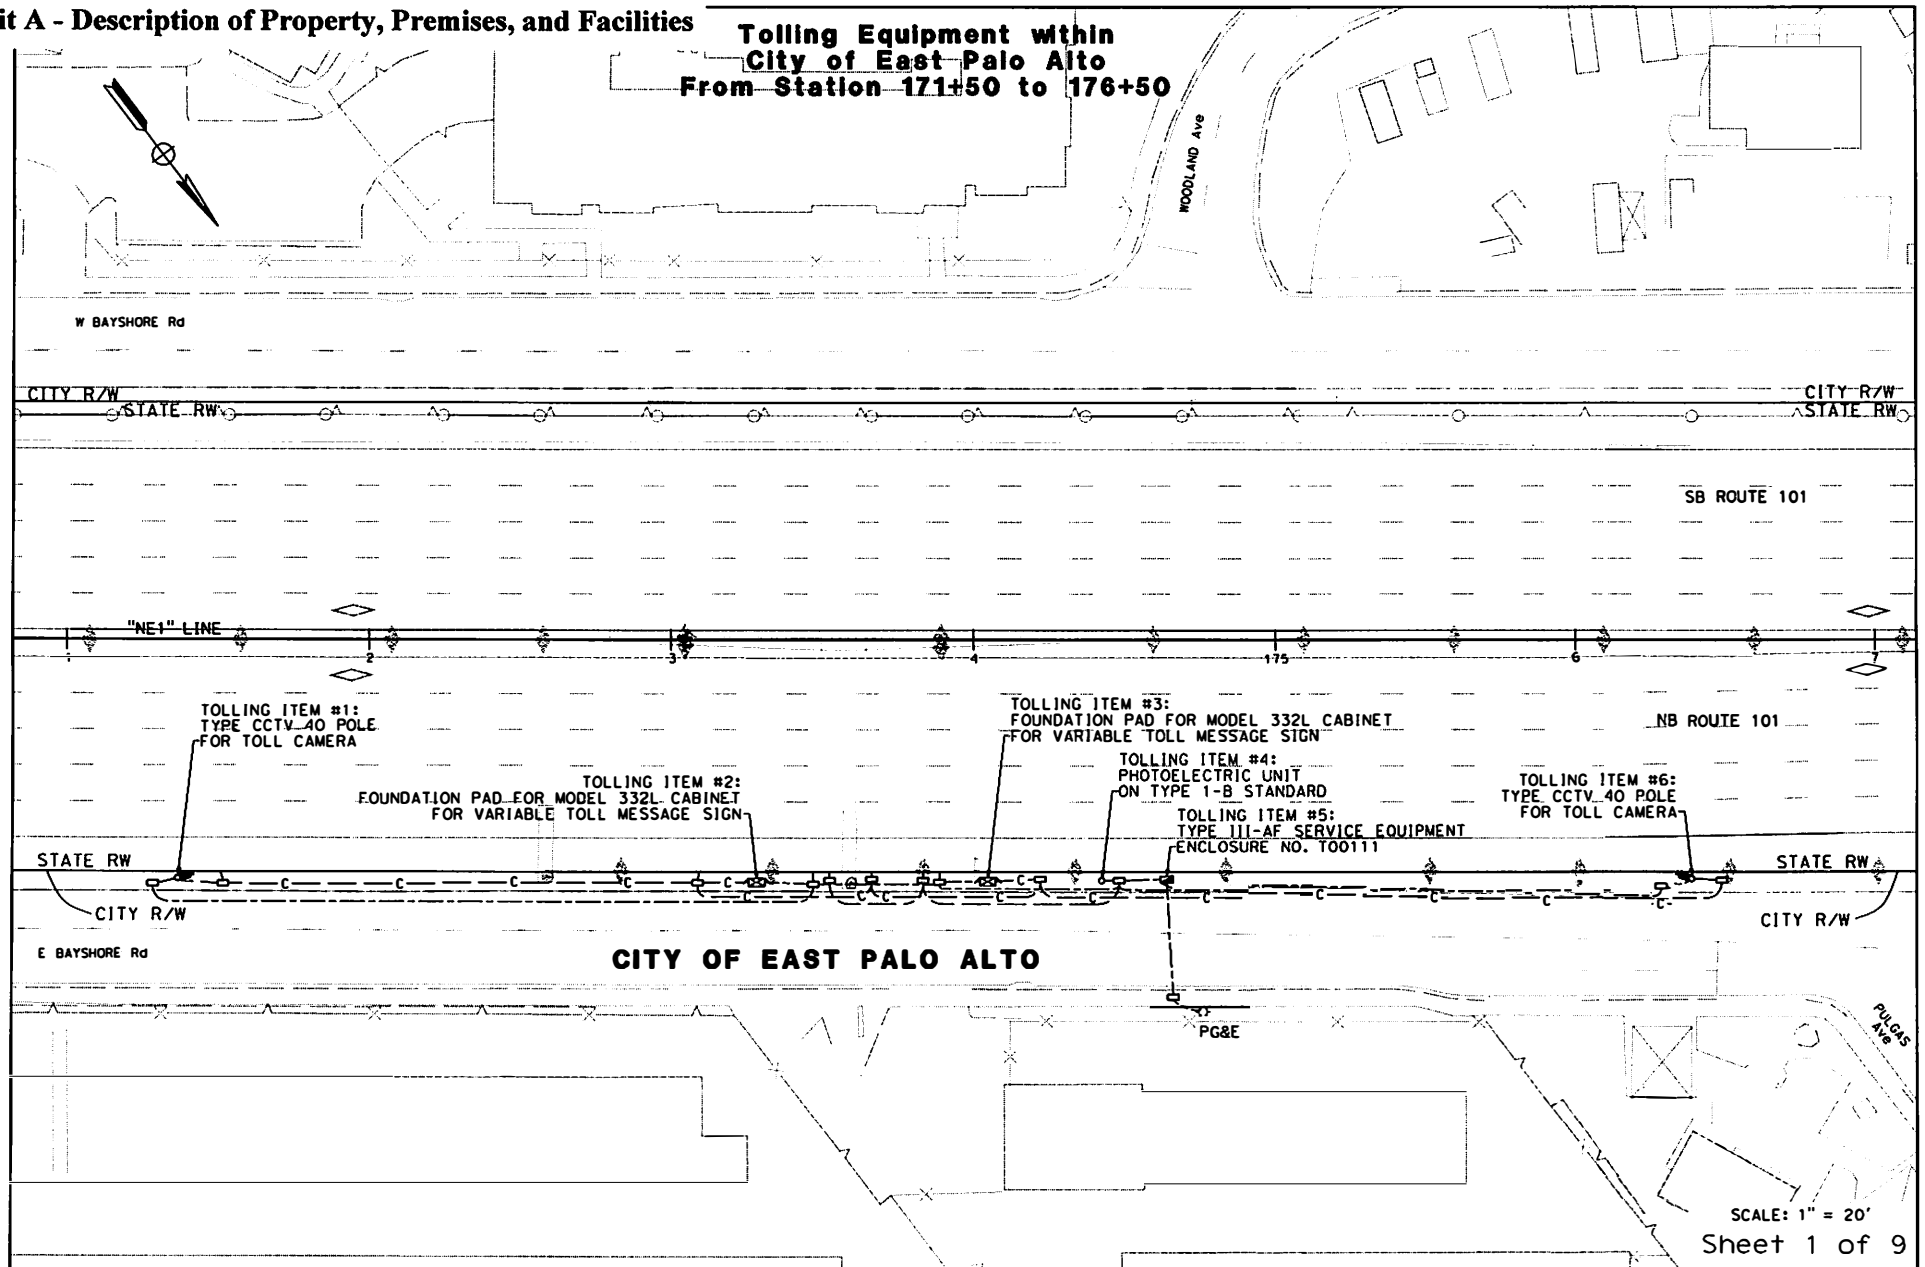 it A - Description of Property, Premises, and Facilities
Tolling Equipment within
City of East Palo Alto
From Station 171+50 to 176+50
WOODLAND Ave
W BAYSHORE Rd
CITY R/W
STATE RW
CITY R/W
STATE RW
SB ROUTE 101
"NE1" LINE
1
2
3
4
175
6
7
TOLLING ITEM #1:
TYPE CCTV 40 POLE
FOR TOLL CAMERA
TOLLING ITEM #2:
FOUNDATION PAD FOR MODEL 332L CABINET
FOR VARIABLE TOLL MESSAGE SIGN
TOLLING ITEM #3:
FOUNDATION PAD FOR MODEL 332L CABINET
FOR VARIABLE TOLL MESSAGE SIGN
NB ROUTE 101
TOLLING ITEM #4:
PHOTOELECTRIC UNIT
ON TYPE 1-B STANDARD
TOLLING ITEM #5:
TYPE III-AF SERVICE EQUIPMENT
ENCLOSURE NO. T00111
TOLLING ITEM #6:
TYPE CCTV 40 POLE
FOR TOLL CAMERA
STATE RW
STATE RW
C C C C C C C
C C C C C C C C C C
CITY R/W
CITY R/W
E BAYSHORE Rd
CITY OF EAST PALO ALTO
PG&E
PULGAS
Ave
SCALE: 1" = 20'
Sheet 1 of 9